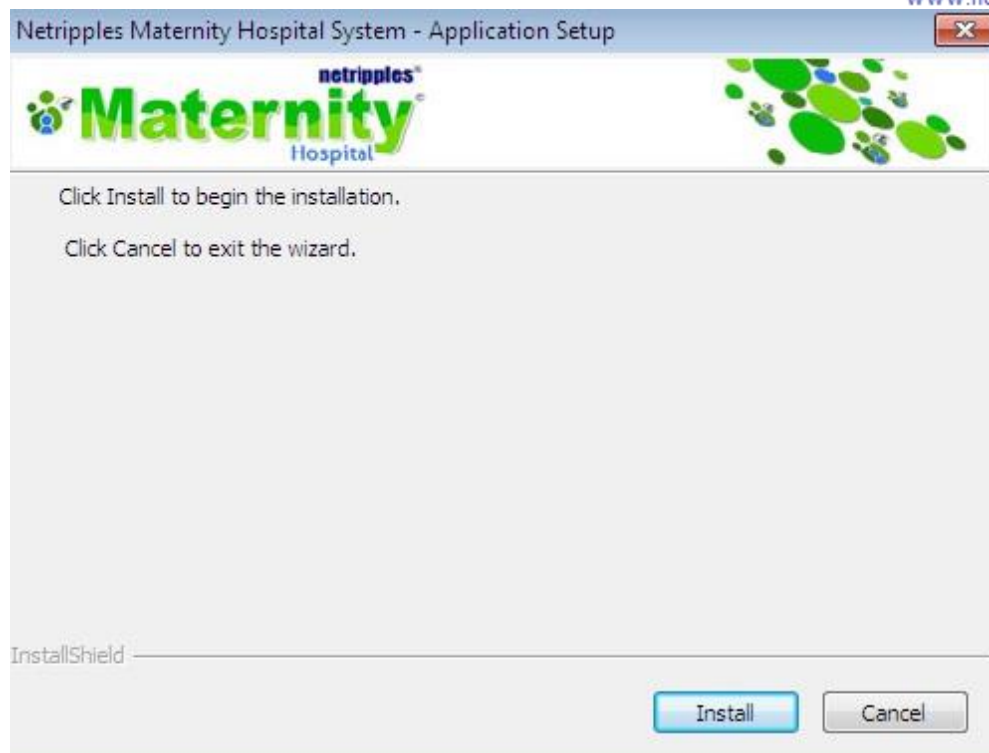 Netripples Maternity Hospital System - Application Setup
netripples®
Maternity
Hospital
Click Install to begin the installation.
Click Cancel to exit the wizard.
InstallShield
Install Cancel